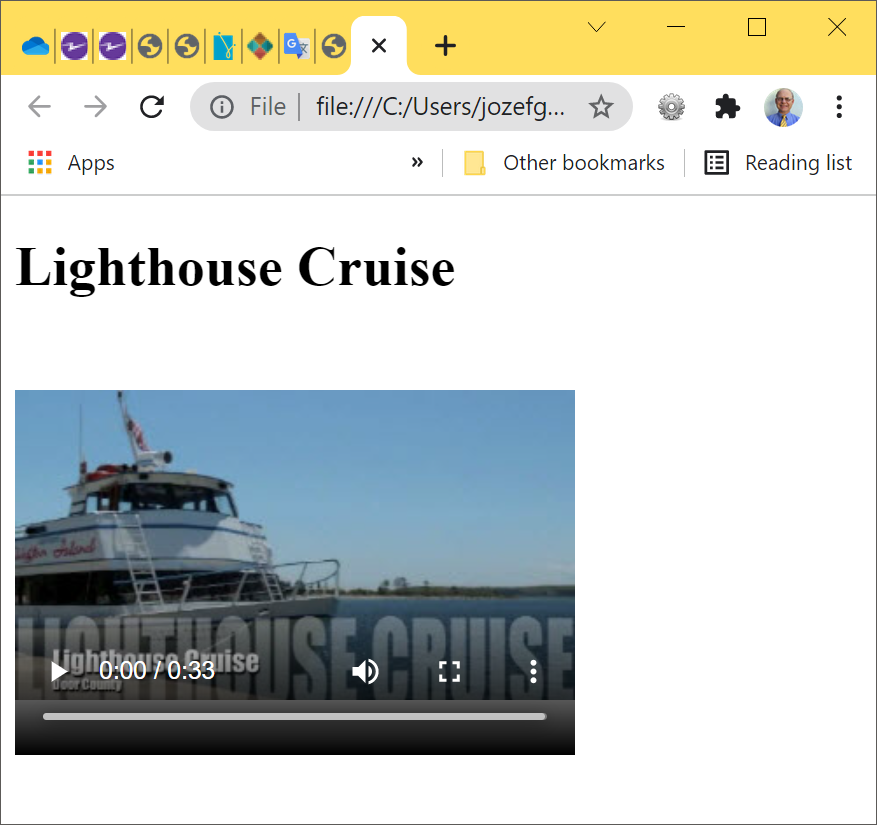 File | file:///C:/Users/jozefg...
Apps » Other bookmarks Reading list
Lighthouse Cruise
Island
LIGHTHOUSE CRUISE
Lighthouse Cruise
Door County
0:00 / 0:33